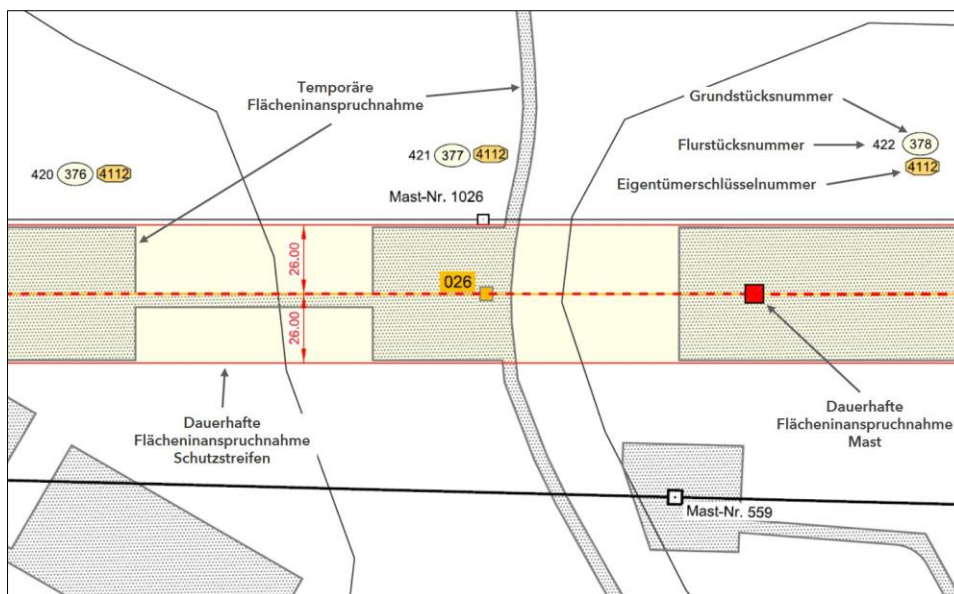 Temporäre
Flächeninanspruchnahme
Grundstücksnummer
Flurstücksnummer
422 378
4112
Eigentümerschlüsselnummer
421 377 4112
420 376 4112
Mast-Nr. 1026
26.00
026
26.00
Dauerhafte
Flächeninanspruchnahme
Schutzstreifen
Dauerhafte
Flächeninanspruchnahme
Mast
Mast-Nr. 559